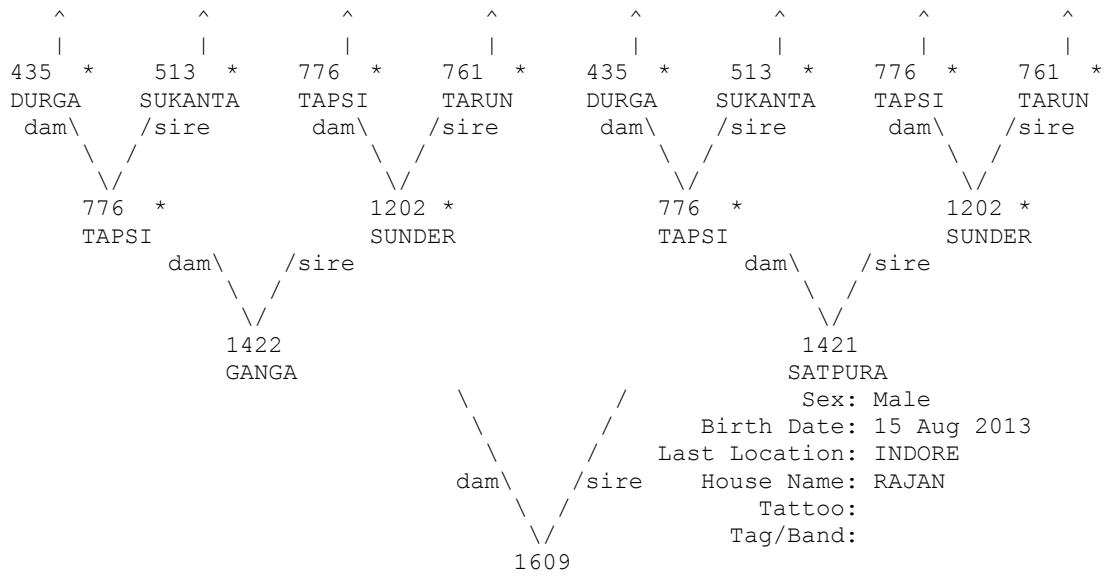 ^ ^ ^ ^ ^ ^ ^ ^
| | | | | | | |
435 * 513 * 776 * 761 * 435 * 513 * 776 * 761 *
DURGA SUKANTA TAPSI TARUN DURGA SUKANTA TAPSI TARUN
dam\ /sire dam\ /sire dam\ /sire dam\ /sire
\ / \ / \ / \ /
\/ \/ \/ \/
776 * 1202 * 776 * 1202 *
TAPSI SUNDER TAPSI SUNDER
dam\ /sire dam\ /sire
\ / \ /
\/ \/
1422 1421
GANGA SATPURA
\ / Sex: Male
\ / Birth Date: 15 Aug 2013
\ / Last Location: INDORE
dam\ /sire House Name: RAJAN
\ / Tattoo:
\/ Tag/Band:
1609